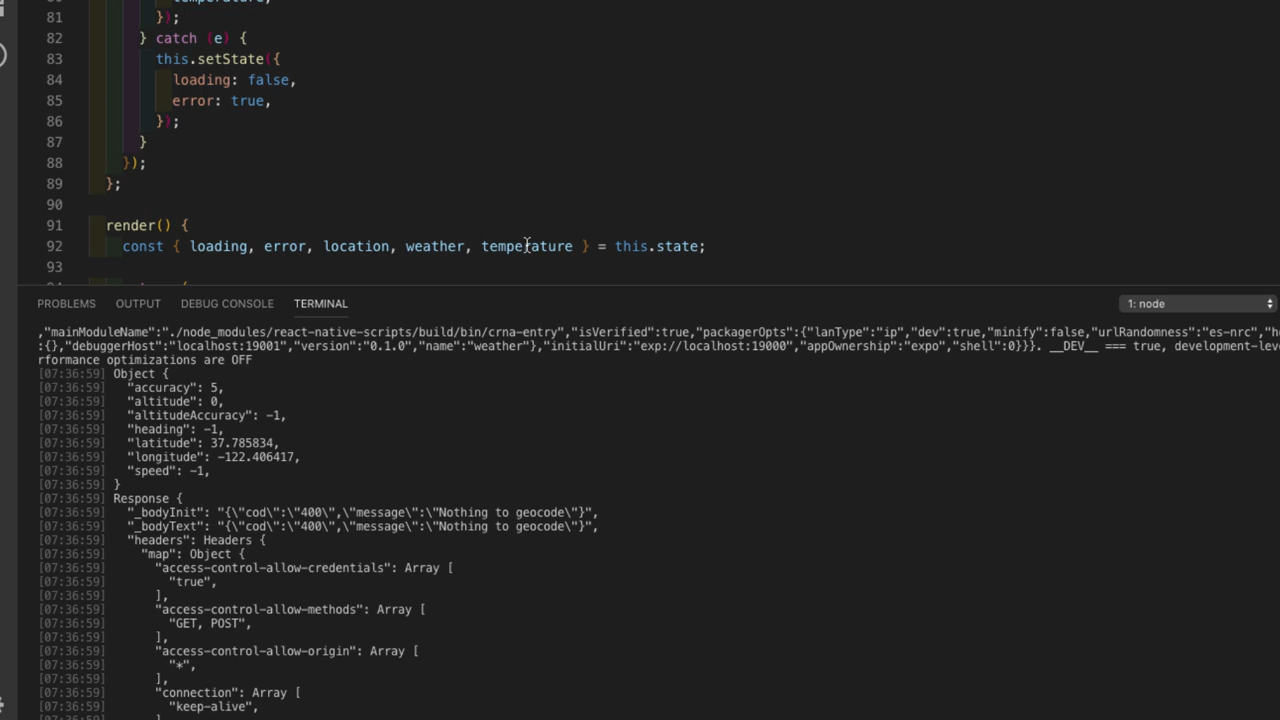 81 });
82 } catch (e) {
83 this.setState({
84 loading: false,
85 error: true,
86 });
87 }
88 });
89 };
90
91 render() {
92 const { loading, error, location, weather, temperature } = this.state;
93
PROBLEMS OUTPUT DEBUG CONSOLE TERMINAL 1: node
,"mainModuleName":"./node_modules/react-native-scripts/build/bin/crna-entry","isVerified":true,"packagerOpts":{"lanType":"ip","dev":true,"minify":false,"urlRandomness":"es-nrc","
:{},"debuggerHost":"localhost:19001","version":"0.1.0","name":"weather"},"initialUri":"exp://localhost:19000","appOwnership":"expo","shell":0}}}. __DEV__ === true, development-lev
rformance optimizations are OFF
[07:36:59] Object {
[07:36:59] "accuracy": 5,
[07:36:59] "altitude": 0,
[07:36:59] "altitudeAccuracy": -1,
[07:36:59] "heading": -1,
[07:36:59] "latitude": 37.785834,
[07:36:59] "longitude": -122.406417,
[07:36:59] "speed": -1,
[07:36:59] }
[07:36:59] Response {
[07:36:59] "_bodyInit": "{\"cod\":\"400\",\"message\":\"Nothing to geocode\"}",
[07:36:59] "_bodyText": "{\"cod\":\"400\",\"message\":\"Nothing to geocode\"}",
[07:36:59] "headers": Headers {
[07:36:59] "map": Object {
[07:36:59] "access-control-allow-credentials": Array [
[07:36:59] "true",
[07:36:59] ],
[07:36:59] "access-control-allow-methods": Array [
[07:36:59] "GET, POST",
[07:36:59] ],
[07:36:59] "access-control-allow-origin": Array [
[07:36:59] "*",
[07:36:59] ],
[07:36:59] "connection": Array [
[07:36:59] "keep-alive",